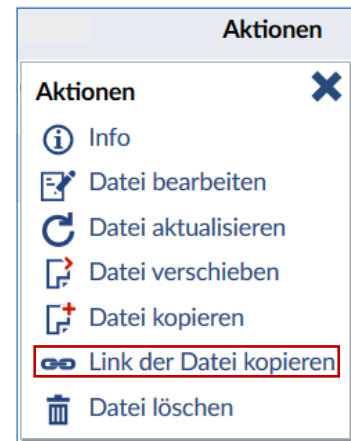 Aktionen
Aktionen
Info
Datei bearbeiten
Datei aktualisieren
Datei verschieben
Datei kopieren
Link der Datei kopieren
Datei löschen